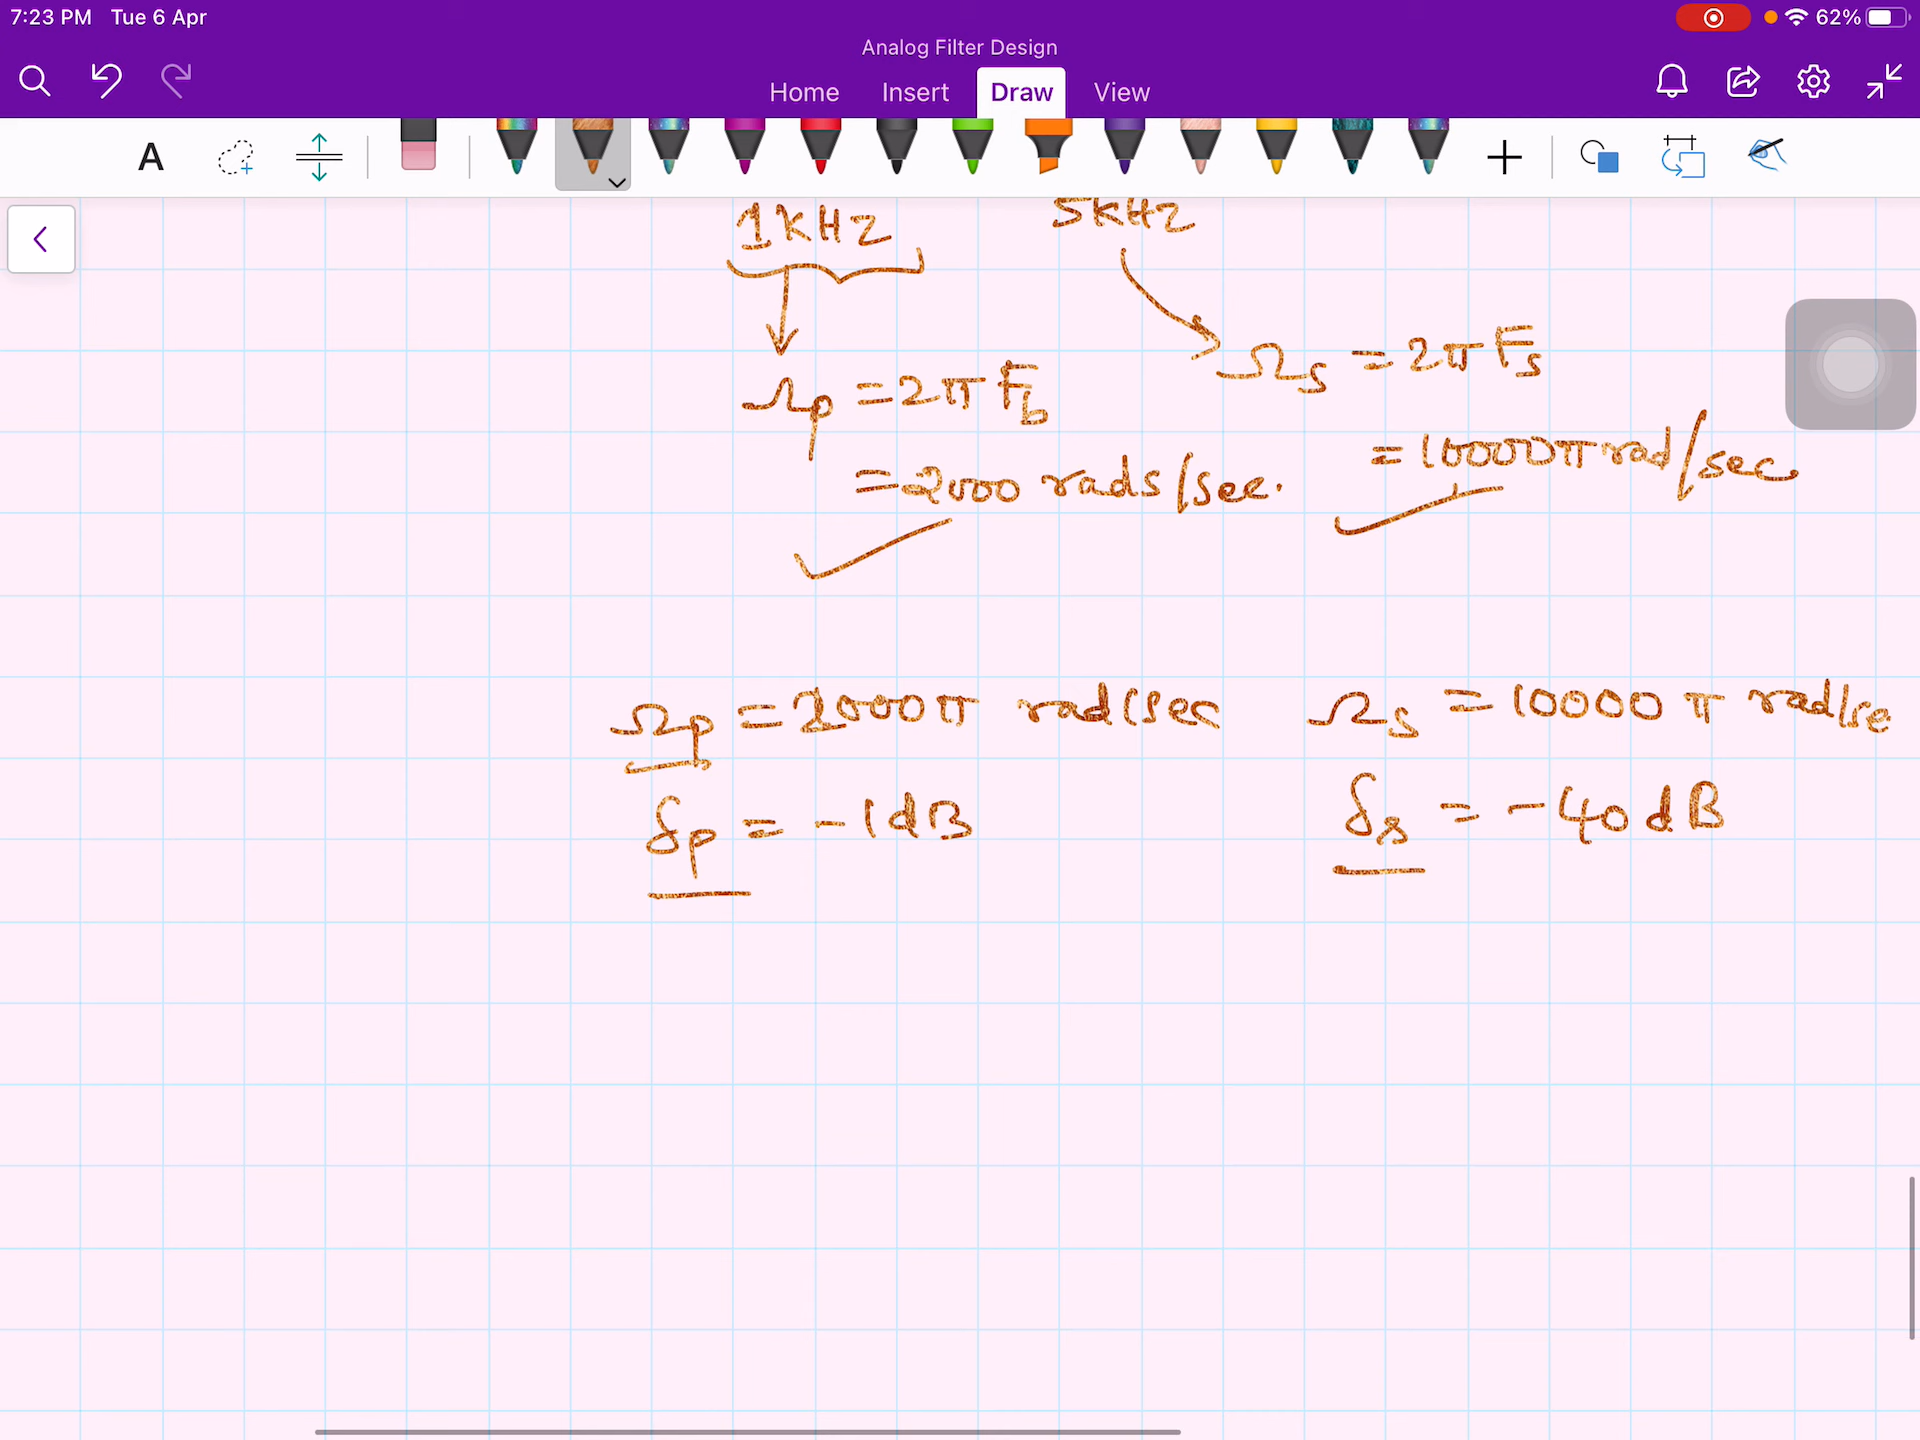 7:23 PM Tue 6 Apr
62%
Analog Filter Design
Home Insert Draw View
A
1KHz 5KHz
Ωp = 2π Fb
Ωs = 2π Fs
= 2000 rads/sec.
= 10000π rad/sec
Ωp = 2000π rad/sec Ωs = 10000 π rad/se
δp = -1dB δs = -40dB